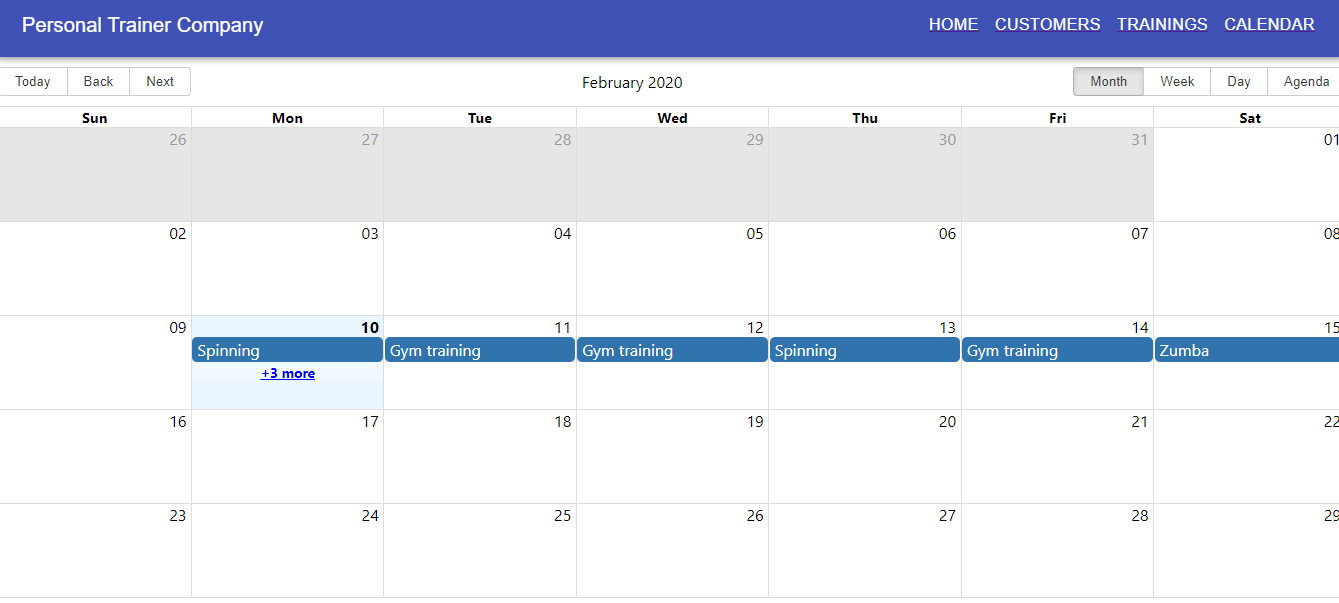 Personal Trainer Company HOME CUSTOMERS TRAININGS CALENDAR
Today Back Next February 2020 Month Week Day Agenda
Sun Mon Tue Wed Thu Fri Sat
26 27 28 29 30 31 01
02 03 04 05 06 07 08
09 10 11 12 13 14 15
Spinning Gym training Gym training Spinning Gym training Zumba
+3 more
16 17 18 19 20 21 22
23 24 25 26 27 28 29